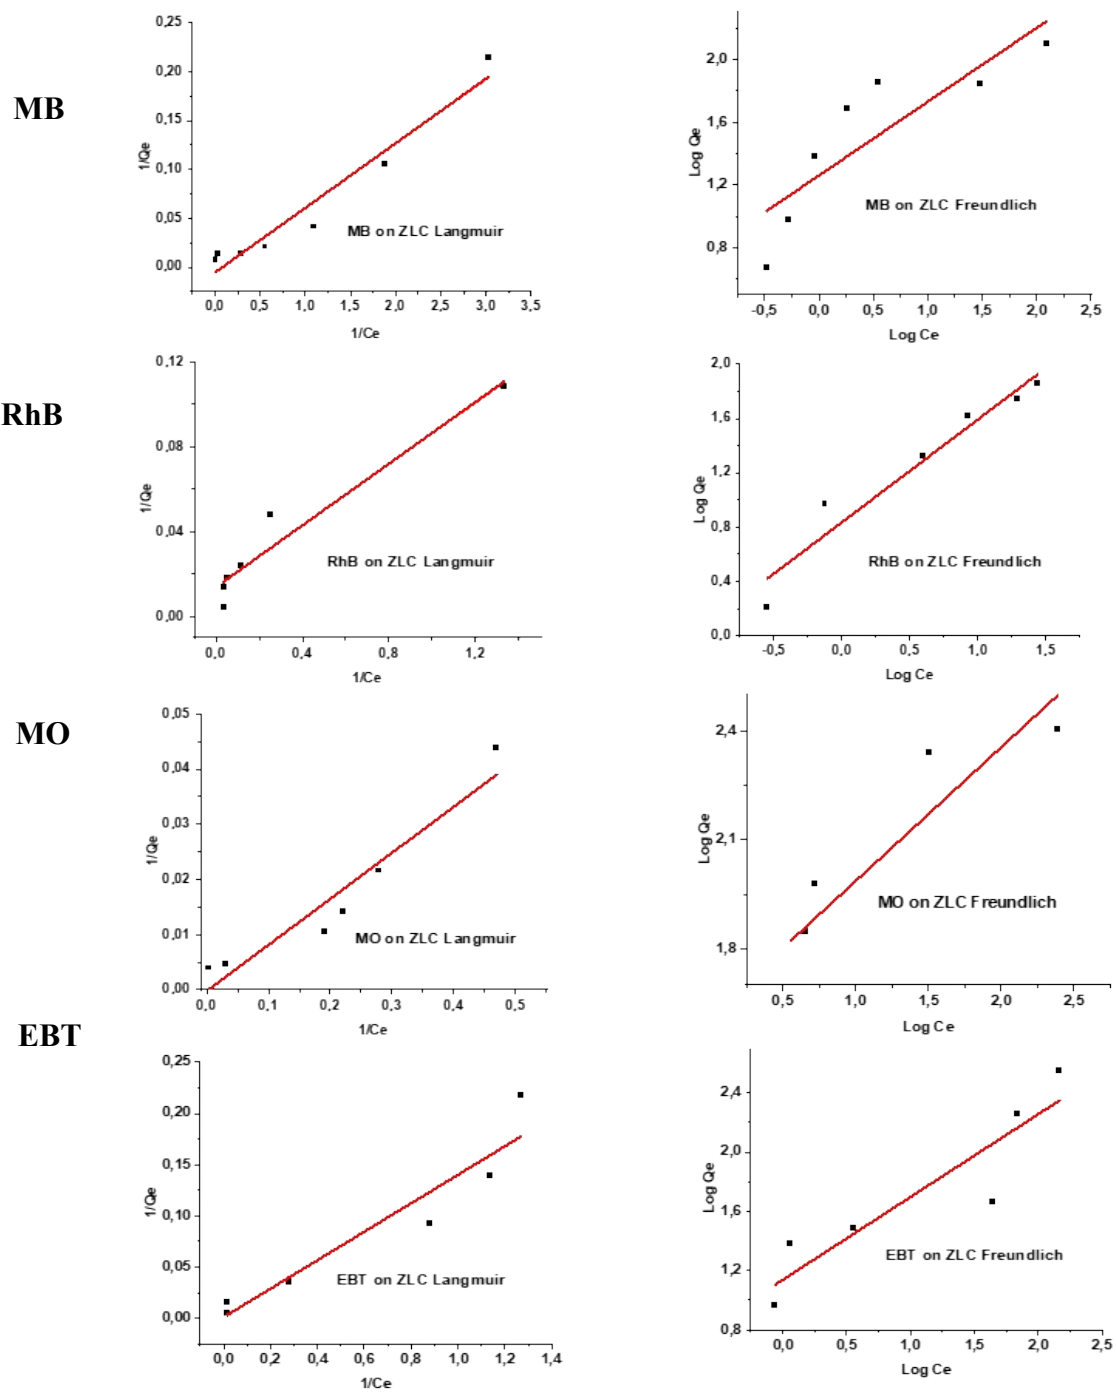 MB
0,25
0,20
0,15
0,10
0,05
0,00
1/Qe
MB on ZLC Langmuir
0,0 0,5 1,0 1,5 2,0 2,5 3,0 3,5
1/Ce
2,0
1,6
1,2
0,8
Log Qe
MB on ZLC Freundlich
-0,5 0,0 0,5 1,0 1,5 2,0 2,5
Log Ce
RhB
0,12
0,08
0,04
0,00
1/Qe
RhB on ZLC Langmuir
0,0 0,4 0,8 1,2
1/Ce
2,0
1,6
1,2
0,8
0,4
0,0
Log Qe
RhB on ZLC Freundlich
-0,5 0,0 0,5 1,0 1,5
Log Ce
MO
0,05
0,04
0,03
0,02
0,01
0,00
1/Qe
MO on ZLC Langmuir
0,0 0,1 0,2 0,3 0,4 0,5
1/Ce
2,4
2,1
1,8
Log Qe
MO on ZLC Freundlich
0,5 1,0 1,5 2,0 2,5
Log Ce
EBT
0,25
0,20
0,15
0,10
0,05
0,00
1/Qe
EBT on ZLC Langmuir
0,0 0,2 0,4 0,6 0,8 1,0 1,2 1,4
1/Ce
2,4
2,0
1,6
1,2
0,8
Log Qe
EBT on ZLC Freundlich
0,0 0,5 1,0 1,5 2,0 2,5
Log Ce